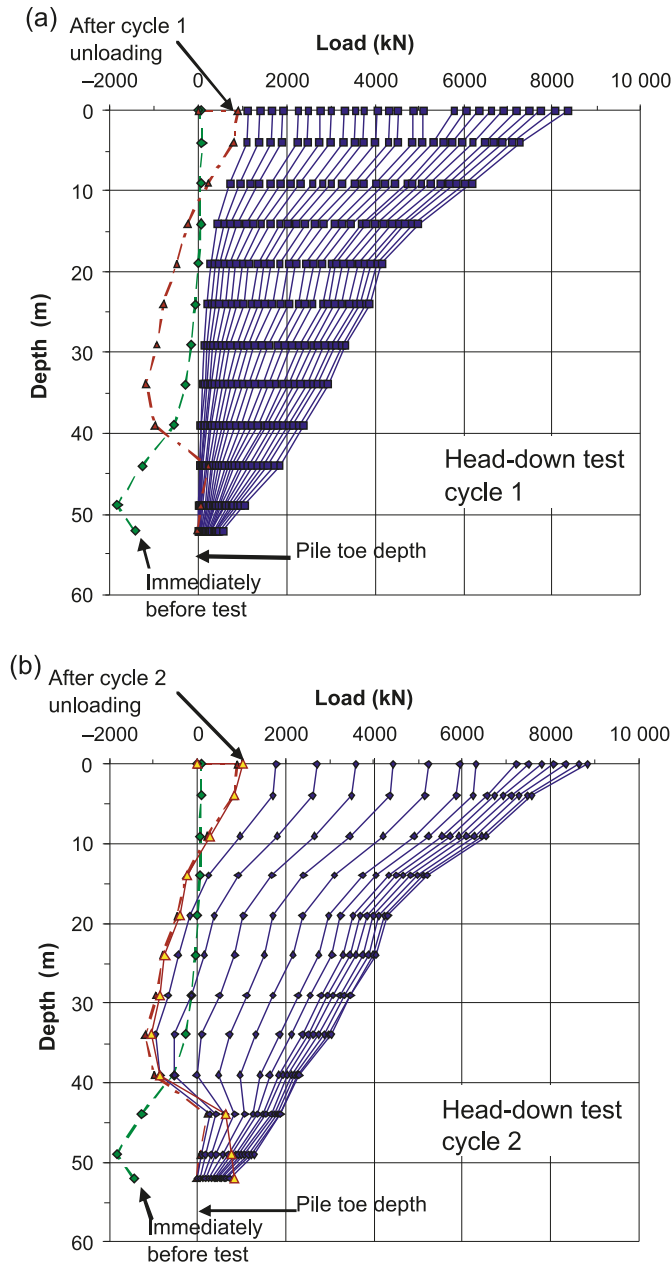 (a)
After cycle 1
unloading
Load (kN)
–2000 0 2000 4000 6000 8000 10 000
0
10
20
30
40
50
60
Depth (m)
Head-down test
cycle 1
Pile toe depth
Immediately
before test
(b)
After cycle 2
unloading
Load (kN)
–2000 0 2000 4000 6000 8000 10 000
0
10
20
30
40
50
60
Depth (m)
Head-down test
cycle 2
Pile toe depth
Immediately
before test